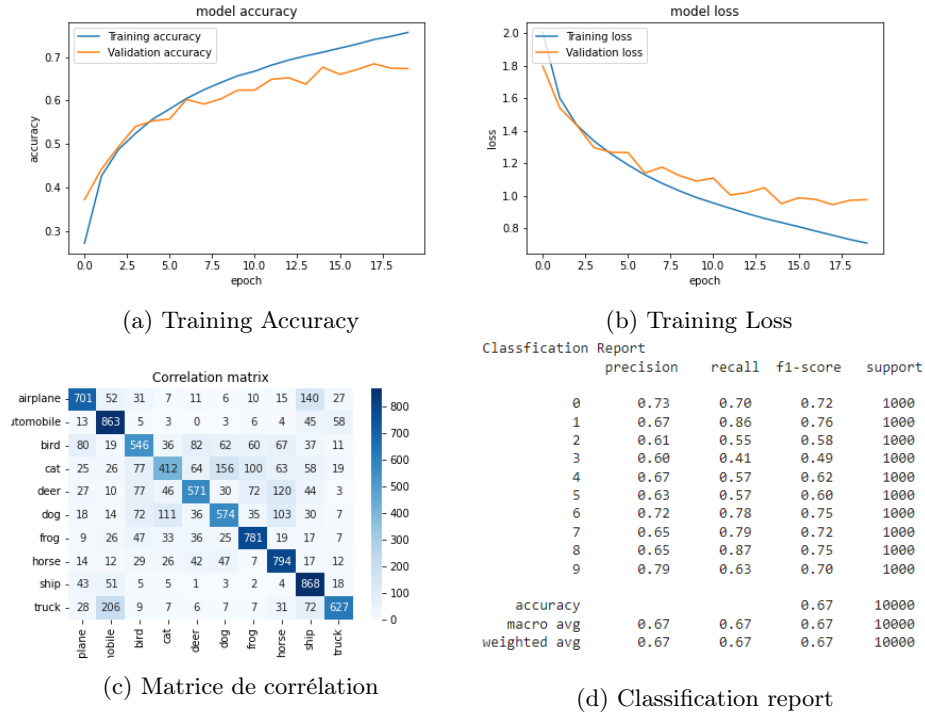 model accuracy
Training accuracy
Validation accuracy
0.7
0.6
0.5
0.4
0.3
accuracy
0.0 2.5 5.0 7.5 10.0 12.5 15.0 17.5
epoch
(a) Training Accuracy
model loss
Training loss
Validation loss
2.0
1.8
1.6
1.4
1.2
1.0
0.8
loss
0.0 2.5 5.0 7.5 10.0 12.5 15.0 17.5
epoch
(b) Training Loss
Correlation matrix
airplane 701 52 31 7 11 6 10 15 140 27
utomobile 13 863 5 3 0 3 6 4 45 58
bird 80 19 546 36 82 62 60 67 37 11
cat 25 26 77 412 64 156 100 63 58 19
deer 27 10 77 46 571 30 72 120 44 3
dog 18 14 72 111 36 574 35 103 30 7
frog 9 26 47 33 36 25 781 19 17 7
horse 14 12 29 26 42 47 7 794 17 12
ship 43 51 5 5 1 3 2 4 868 18
truck 28 206 9 7 6 7 7 31 72 627
plane mobile bird cat deer dog frog horse ship truck
800
700
600
500
400
300
200
100
0
(c) Matrice de corrélation
Classfication Report
precision recall f1-score support
0 0.73 0.70 0.72 1000
1 0.67 0.86 0.76 1000
2 0.61 0.55 0.58 1000
3 0.60 0.41 0.49 1000
4 0.67 0.57 0.62 1000
5 0.63 0.57 0.60 1000
6 0.72 0.78 0.75 1000
7 0.65 0.79 0.72 1000
8 0.65 0.87 0.75 1000
9 0.79 0.63 0.70 1000
accuracy 0.67 10000
macro avg 0.67 0.67 0.67 10000
weighted avg 0.67 0.67 0.67 10000
(d) Classification report